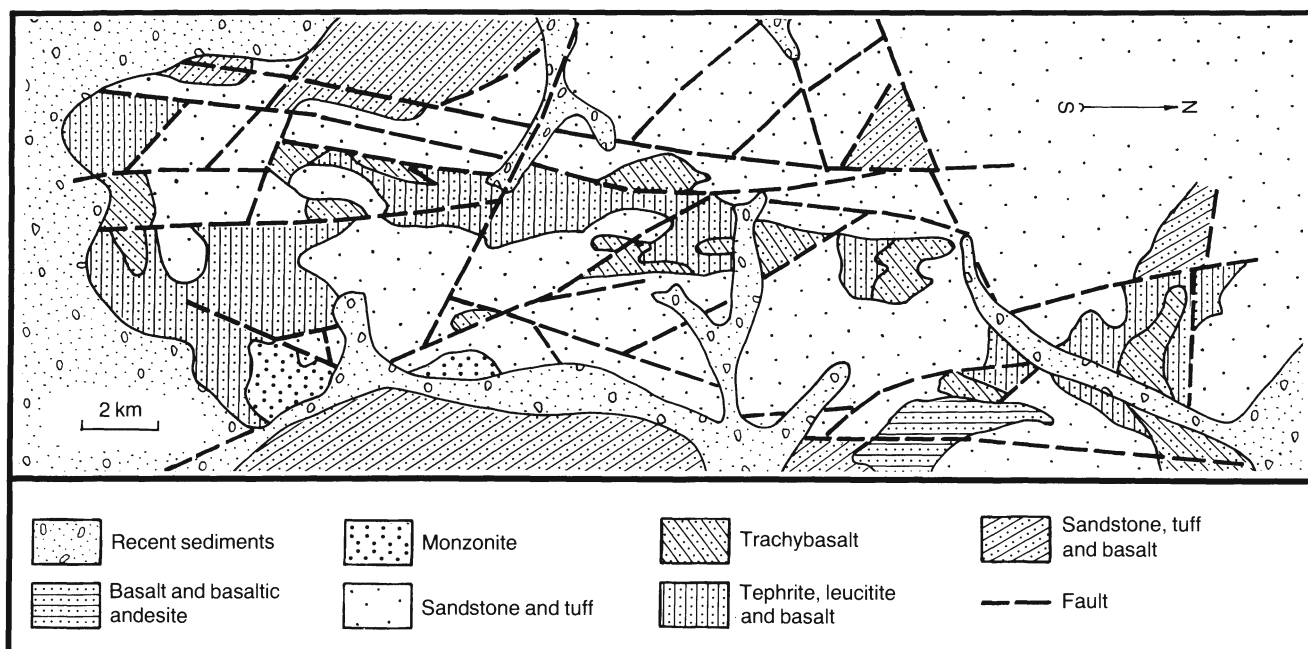 S N
2 km
Recent sediments
Monzonite
Trachybasalt
Sandstone, tuff
and basalt
Basalt and basaltic
andesite
Sandstone and tuff
Tephrite, leucitite
and basalt
Fault